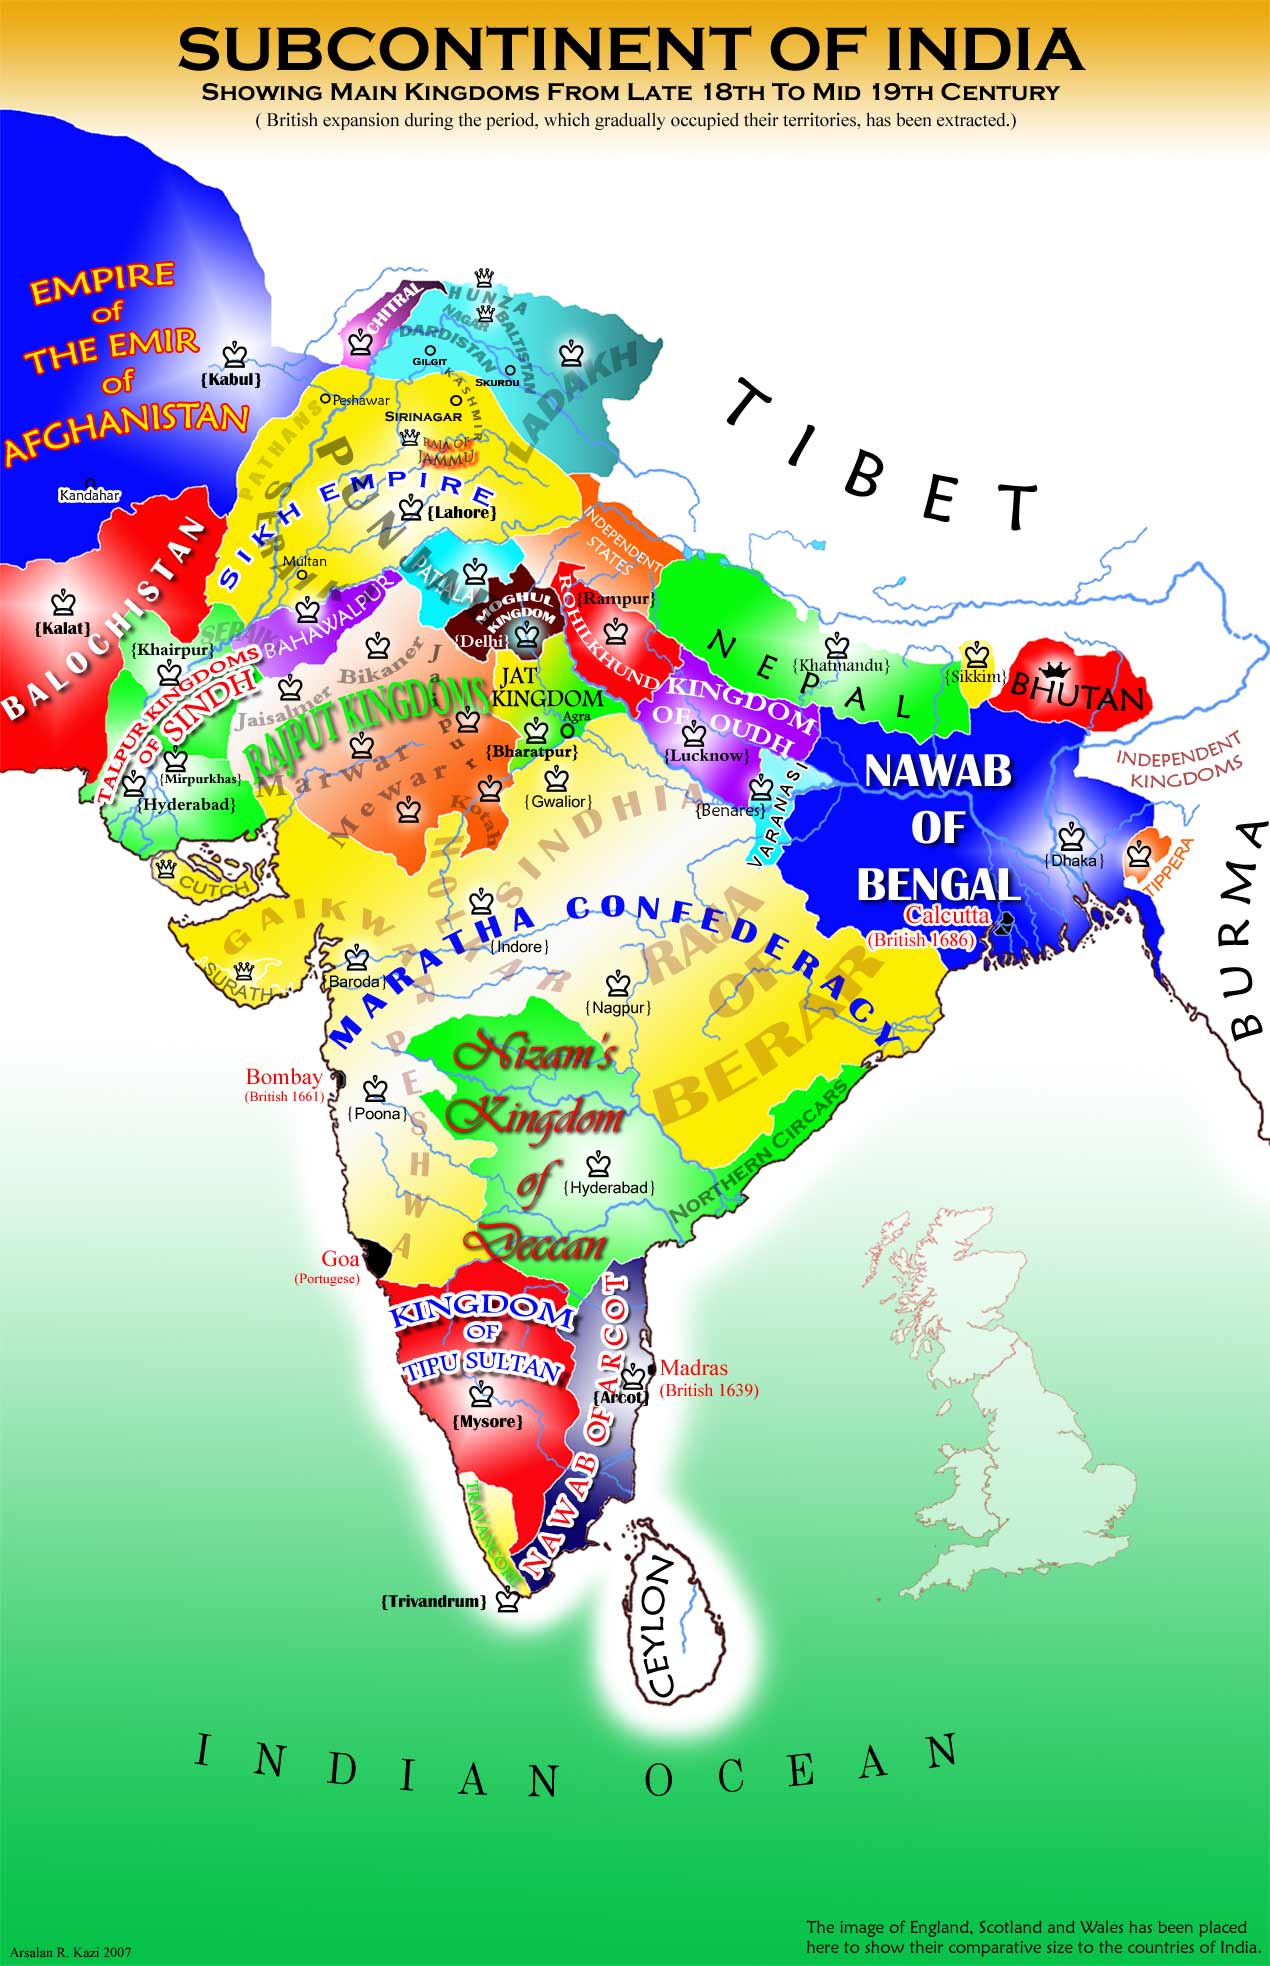 SUBCONTINENT OF INDIA
SHOWING MAIN KINGDOMS FROM LATE 18TH TO MID 19TH CENTURY
( British expansion during the period, which gradually occupied their territories, has been extracted.)
EMPIRE
of
THE EMIR
of
AFGHANISTAN
{Kabul}
Kandahar
CHITRAL
HUNZA
NAGAR
DARDISTAN
BALTISTAN
GILGIT
SKURDU
LADAKH
KASHMIR
Peshawar
SIRINAGAR
PATHANS
RAJA OF
JAMMU
PUNJAB
SIKH EMPIRE
{Lahore}
SERAIKI
Multan
TIBET
INDEPENDENT
STATES
PATALA
BALOCHISTAN
{Kalat}
SERAIKI
BAHAWALPUR
MOGHUL
KINGDOM
{Delhi}
ROHILKHUND
{Rampur}
{Khairpur}
TALPUR KINGDOMS
OF SINDH
{Mirpurkhas}
{Hyderabad}
Bikaner
Jaisalmer
Jaipur
RAJPUT KINGDOMS
Marwar
Mewar
Kotah
JAT
KINGDOM
Agra
{Bharatpur}
NEPAL
{Khatmandu}
{Sikkim}
BHUTAN
KINGDOM
OF OUDH
{Lucknow}
{Benares}
VARANASI
INDEPENDENT
KINGDOMS
NAWAB
OF
BENGAL
{Dhaka}
TIPPERA
Calcutta
(British 1686)
BURMA
{Gwalior}
SINDHIA
CUTCH
GAIKWAR
SURATH
HOLKAR
{Indore}
MARATHA CONFEDERACY
{Baroda}
RAJA
OF
BERAR
{Nagpur}
PESHWA
Bombay
(British 1661)
{Poona}
Nizam's
Kingdom
of
Deccan
{Hyderabad}
NORTHERN CIRCARS
Goa
(Portugese)
KINGDOM
OF
TIPU SULTAN
{Mysore}
NAWAB OF ARCOT
{Arcot}
Madras
(British 1639)
TRAVANCORE
{Trivandrum}
CEYLON
INDIAN OCEAN
The image of England, Scotland and Wales has been placed
here to show their comparative size to the countries of India.
Arsalan R. Kazi 2007